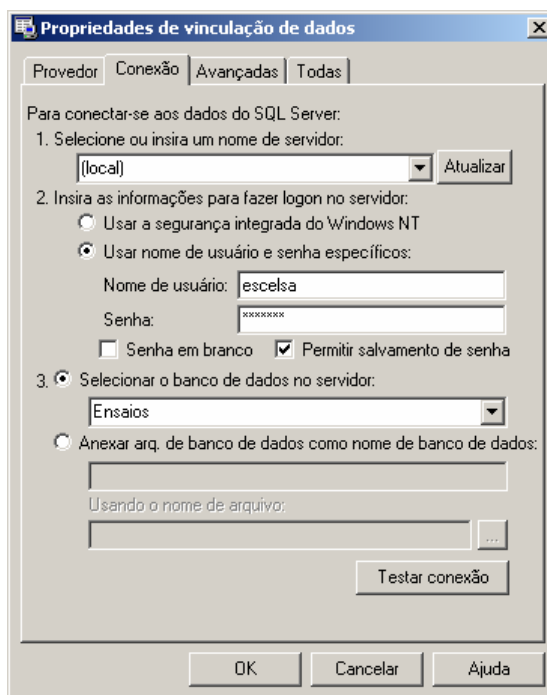 Propriedades de vinculação de dados
Provedor Conexão Avançadas Todas
Para conectar-se aos dados do SQL Server:
1. Selecione ou insira um nome de servidor:
(local) Atualizar
2. Insira as informações para fazer logon no servidor:
Usar a segurança integrada do Windows NT
Usar nome de usuário e senha específicos:
Nome de usuário: escelsa
Senha: *******
Senha em branco Permitir salvamento de senha
3. Selecionar o banco de dados no servidor:
Ensaios
Anexar arq. de banco de dados como nome de banco de dados:
Usando o nome de arquivo:
...
Testar conexão
OK Cancelar Ajuda